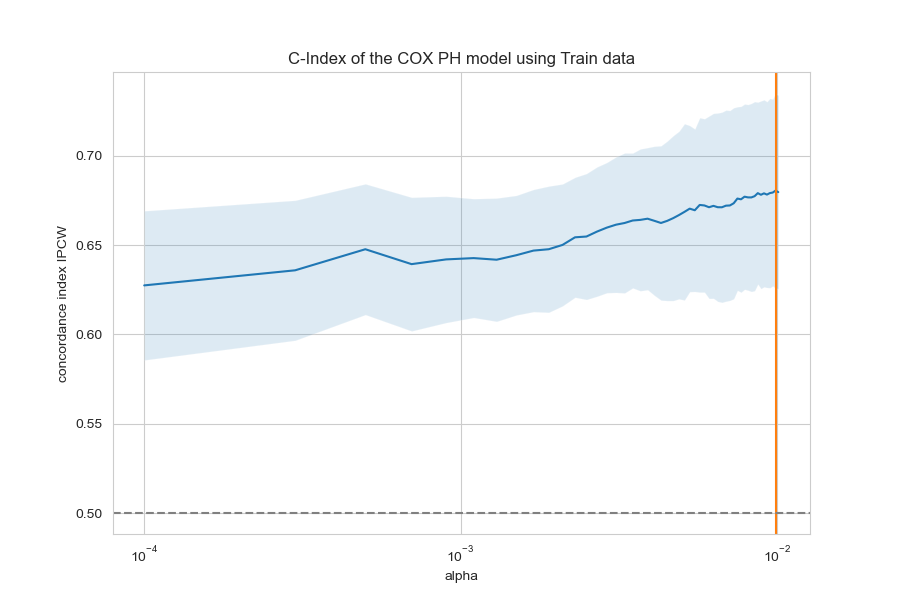 C-Index of the COX PH model using Train data
concordance index IPCW
0.70
0.65
0.60
0.55
0.50
10⁻⁴
10⁻³
10⁻²
alpha